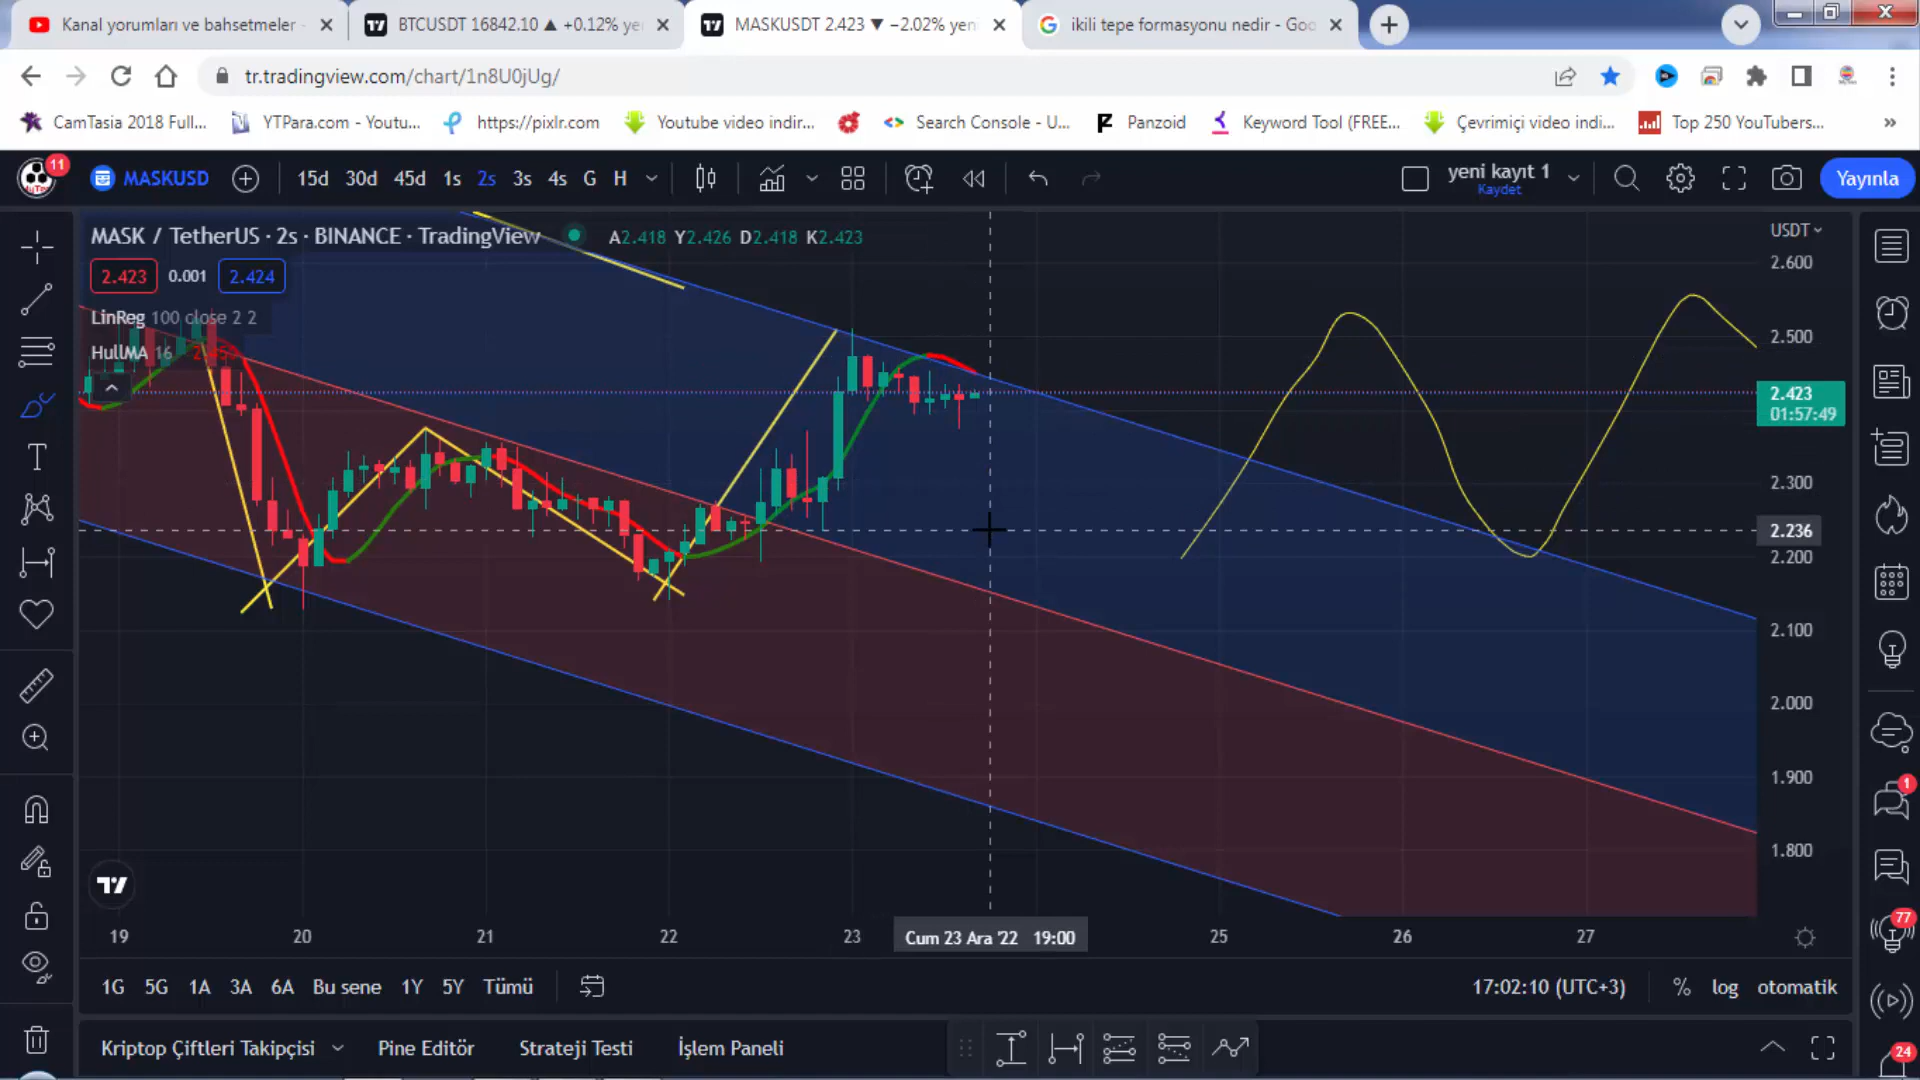 Kanal yorumları ve bahsetmeler -
BTCUSDT 16842.10 ▲ +0.12% ye
MASKUSDT 2.423 ▼ −2.02% yen
ikili tepe formasyonu nedir - Goo
tr.tradingview.com/chart/1n8U0jUg/
CamTasia 2018 Full...
YTPara.com - Youtu...
https://pixlr.com
Youtube video indir...
Search Console - U...
Panzoid
Keyword Tool (FREE...
Çevrimiçi video indi...
Top 250 YouTubers...
»
11
MASKUSD
15d 30d 45d 1s 2s 3s 4s G H
yeni kayıt 1
Kaydet
Yayınla
MASK / TetherUS · 2s · BINANCE · TradingView
A2.418 Y2.426 D2.418 K2.423
2.423 0.001 2.424
LinReg 100 close 2 2
HullMA 16
USDT
2.600
2.500
2.423
01:57:49
2.300
2.236
2.200
2.100
2.000
1.900
1.800
19 20 21 22 23 Cum 23 Ara '22 19:00 25 26 27
1G 5G 1A 3A 6A Bu sene 1Y 5Y Tümü
17:02:10 (UTC+3) % log otomatik
Kriptop Çiftleri Takipçisi Pine Editör Strateji Testi İşlem Paneli
1
77
24